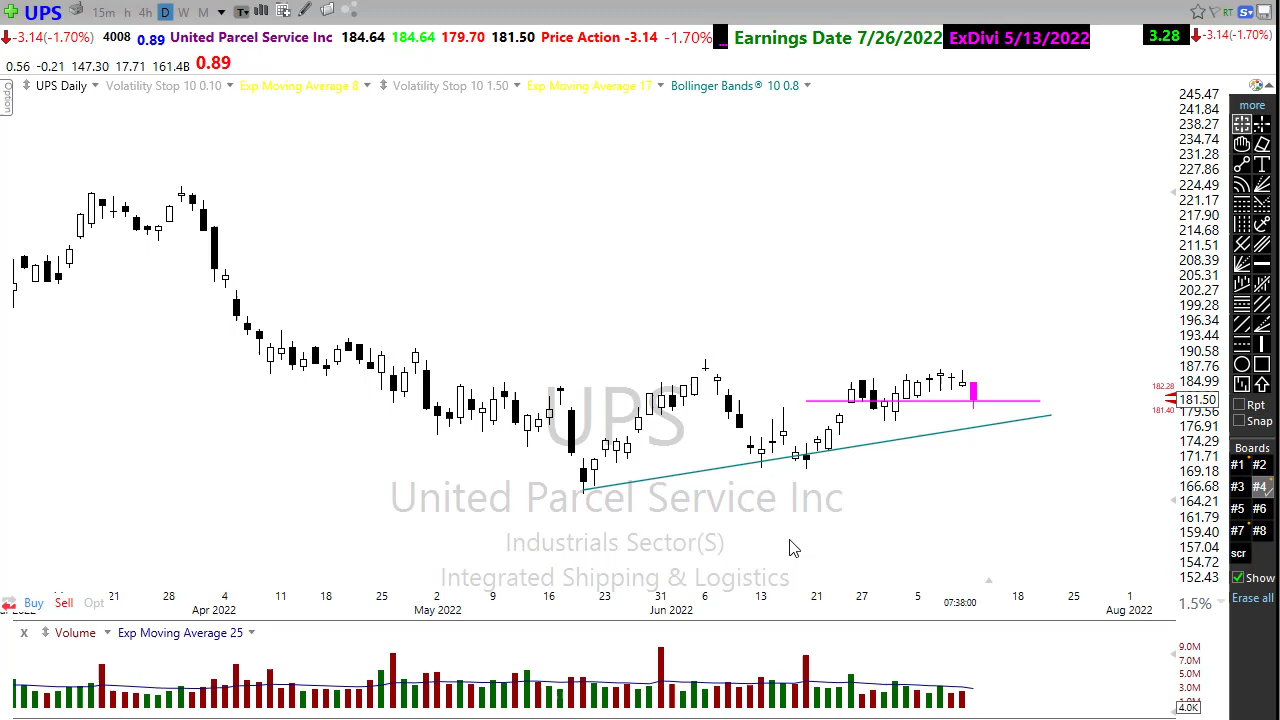 UPS 15m h 4h D W M T RT S
-3.14(-1.70%) 4008 0.89 United Parcel Service Inc 184.64 184.64 179.70 181.50 Price Action -3.14 -1.70% ... Earnings Date 7/26/2022 ExDivi 5/13/2022 3.28 -3.14(-1.70%)
0.56 -0.21 147.30 17.71 161.4B 0.89
Option
UPS Daily Volatility Stop 10 0.10 Exp Moving Average 8 Volatility Stop 10 1.50 Exp Moving Average 17 Bollinger Bands® 10 0.8
245.47
241.84
238.27
234.74
231.28
227.86
224.49
221.17
217.90
214.68
211.51
208.39
205.31
202.27
199.28
196.34
193.44
190.58
187.76
184.99
182.28
181.50
181.40
179.56
176.91
174.29
171.71
169.18
166.68
164.21
161.79
159.40
157.04
154.72
152.43
UPS
United Parcel Service Inc
Industrials Sector(S)
Integrated Shipping & Logistics
more
Rpt
Snap
Boards
#1 #2
#3 #4
#5 #6
#7 #8
scr
Show
Erase all
21 28 4 11 18 25 2 9 16 23 6 13 21 27 5 07:38:00 18 25 1
2022 Apr 2022 May 2022 Jun 2022 Aug 2022
Buy Sell Opt
1.5%
x Volume Exp Moving Average 25
9.0M
7.0M
5.0M
3.0M
1.0M
4.0K